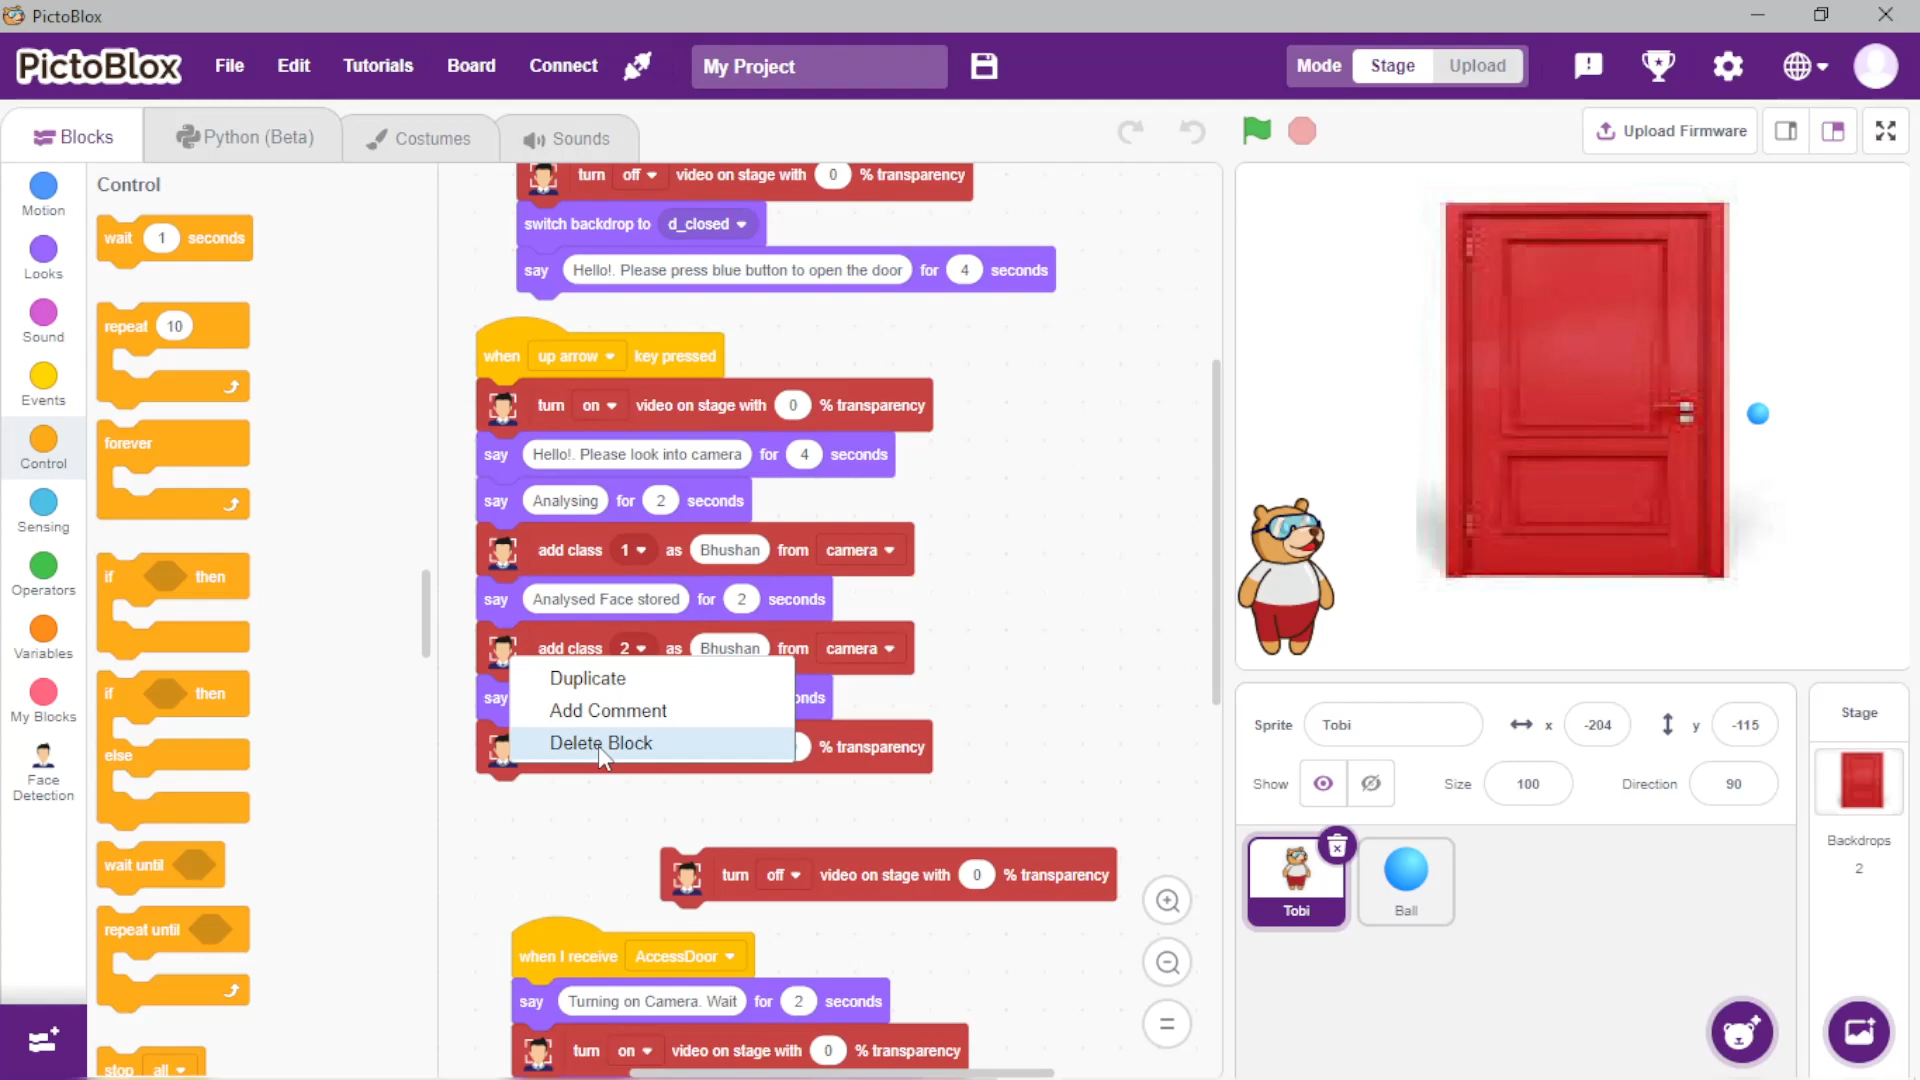 PictoBlox
PictoBlox File Edit Tutorials Board Connect My Project Mode Stage Upload
Blocks Python (Beta) Costumes Sounds Upload Firmware
Motion
Looks
Sound
Events
Control
Sensing
Operators
Variables
My Blocks
Face
Detection
Control
wait 1 seconds
repeat 10
forever
if then
if then
else
wait until
repeat until
stop all
turn off video on stage with 0 % transparency
switch backdrop to d_closed
say Hello!. Please press blue button to open the door for 4 seconds
when up arrow key pressed
turn on video on stage with 0 % transparency
say Hello!. Please look into camera for 4 seconds
say Analysing for 2 seconds
add class 1 as Bhushan from camera
say Analysed Face stored for 2 seconds
add class 2 as Bhushan from camera
say
% transparency
Duplicate
Add Comment
Delete Block
turn off video on stage with 0 % transparency
when I receive AccessDoor
say Turning on Camera. Wait for 2 seconds
turn on video on stage with 0 % transparency
Sprite Tobi x -204 y -115
Show Size 100 Direction 90
Tobi
Ball
Stage
Backdrops
2